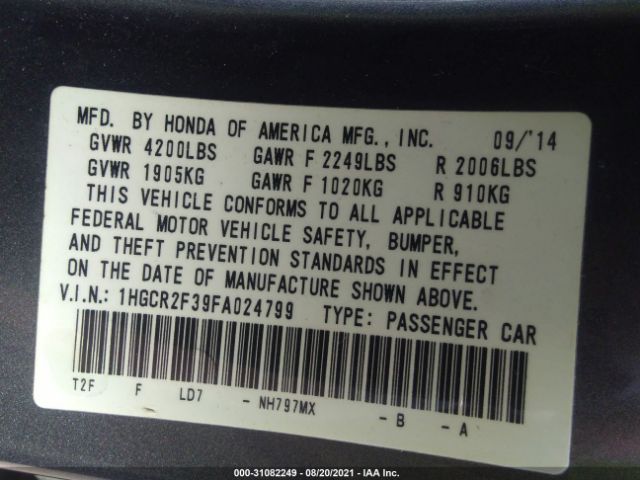 MFD. BY HONDA OF AMERICA MFG., INC. 09/'14
GVWR 4200LBS GAWR F 2249LBS R 2006LBS
GVWR 1905KG GAWR F 1020KG R 910KG
THIS VEHICLE CONFORMS TO ALL APPLICABLE
FEDERAL MOTOR VEHICLE SAFETY, BUMPER,
AND THEFT PREVENTION STANDARDS IN EFFECT
ON THE DATE OF MANUFACTURE SHOWN ABOVE.
V.I.N.: 1HGCR2F39FA024799 TYPE: PASSENGER CAR
T2F F LD7 - NH797MX - B - A
000-31082249 - 08/20/2021 - IAA Inc.